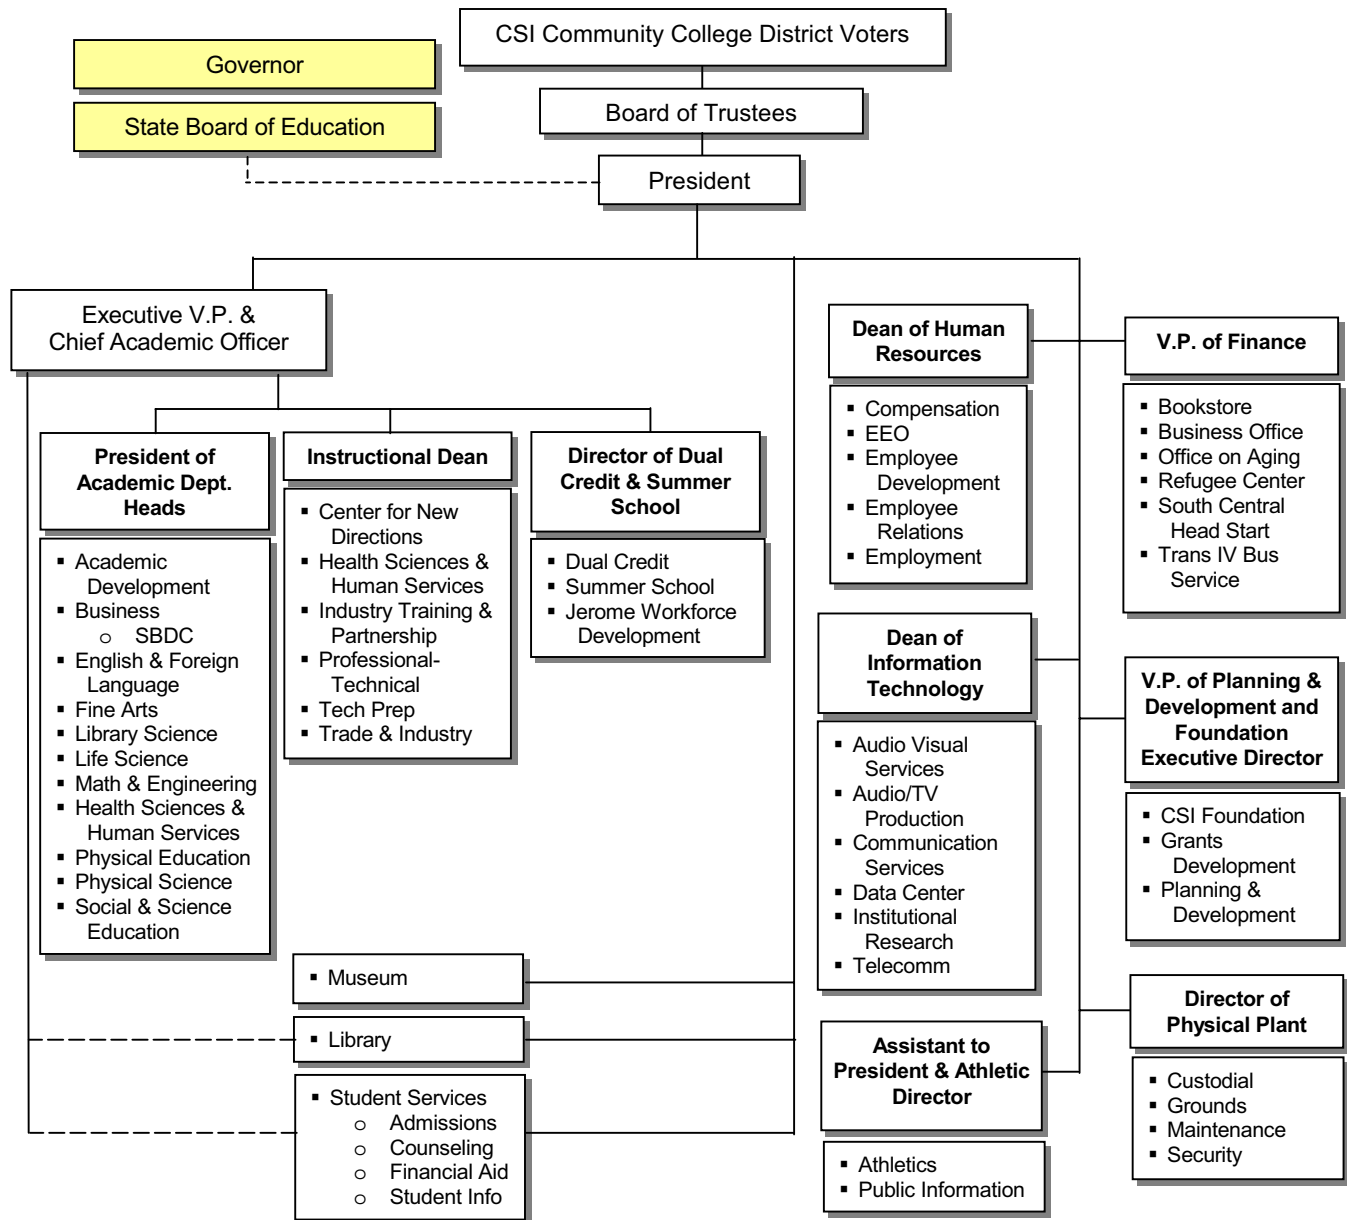 CSI Community College District Voters
Governor
State Board of Education
Board of Trustees
President
Executive V.P. &
Chief Academic Officer
President of
Academic Dept.
Heads
▪ Academic
Development
▪ Business
o SBDC
▪ English & Foreign
Language
▪ Fine Arts
▪ Library Science
▪ Life Science
▪ Math & Engineering
▪ Health Sciences &
Human Services
▪ Physical Education
▪ Physical Science
▪ Social & Science
Education
Instructional Dean
▪ Center for New
Directions
▪ Health Sciences &
Human Services
▪ Industry Training &
Partnership
▪ Professional-
Technical
▪ Tech Prep
▪ Trade & Industry
Director of Dual
Credit & Summer
School
▪ Dual Credit
▪ Summer School
▪ Jerome Workforce
Development
▪ Museum
▪ Library
▪ Student Services
o Admissions
o Counseling
o Financial Aid
o Student Info
Dean of Human
Resources
▪ Compensation
▪ EEO
▪ Employee
Development
▪ Employee
Relations
▪ Employment
Dean of
Information
Technology
▪ Audio Visual
Services
▪ Audio/TV
Production
▪ Communication
Services
▪ Data Center
▪ Institutional
Research
▪ Telecomm
Assistant to
President & Athletic
Director
▪ Athletics
▪ Public Information
V.P. of Finance
▪ Bookstore
▪ Business Office
▪ Office on Aging
▪ Refugee Center
▪ South Central
Head Start
▪ Trans IV Bus
Service
V.P. of Planning &
Development and
Foundation
Executive Director
▪ CSI Foundation
▪ Grants
Development
▪ Planning &
Development
Director of
Physical Plant
▪ Custodial
▪ Grounds
▪ Maintenance
▪ Security